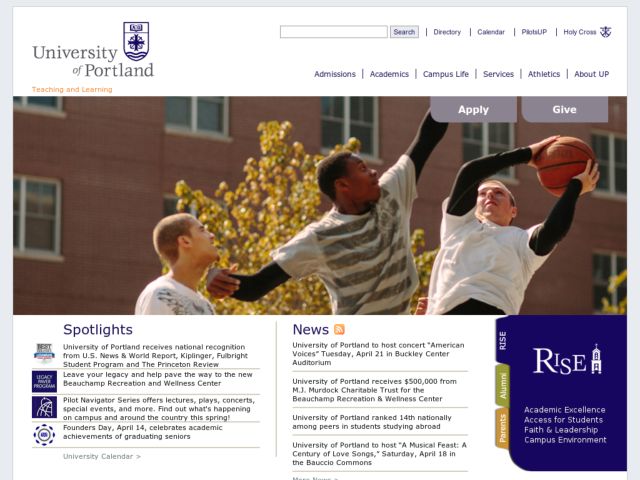 University
of Portland
Teaching and Learning
Search
Directory
Calendar
PilotsUP
Holy Cross
Admissions
Academics
Campus Life
Services
Athletics
About UP
Apply
Give
Spotlights
University of Portland receives national recognition
from U.S. News & World Report, Kiplinger, Fulbright
Student Program and The Princeton Review
LEGACY
PAVER
PROGRAM
Leave your legacy and help pave the way to the new
Beauchamp Recreation and Wellness Center
Pilot Navigator Series offers lectures, plays, concerts,
special events, and more. Find out what's happening
on campus and around the country this spring!
Founders Day, April 14, celebrates academic
achievements of graduating seniors
University Calendar >
News
University of Portland to host concert "American
Voices" Tuesday, April 21 in Buckley Center
Auditorium
University of Portland receives $500,000 from
M.J. Murdock Charitable Trust for the
Beauchamp Recreation & Wellness Center
University of Portland ranked 14th nationally
among peers in students studying abroad
University of Portland to host "A Musical Feast: A
Century of Love Songs," Saturday, April 18 in
the Bauccio Commons
More News >
RISE
Alumni
Parents
RISE
Academic Excellence
Access for Students
Faith & Leadership
Campus Environment